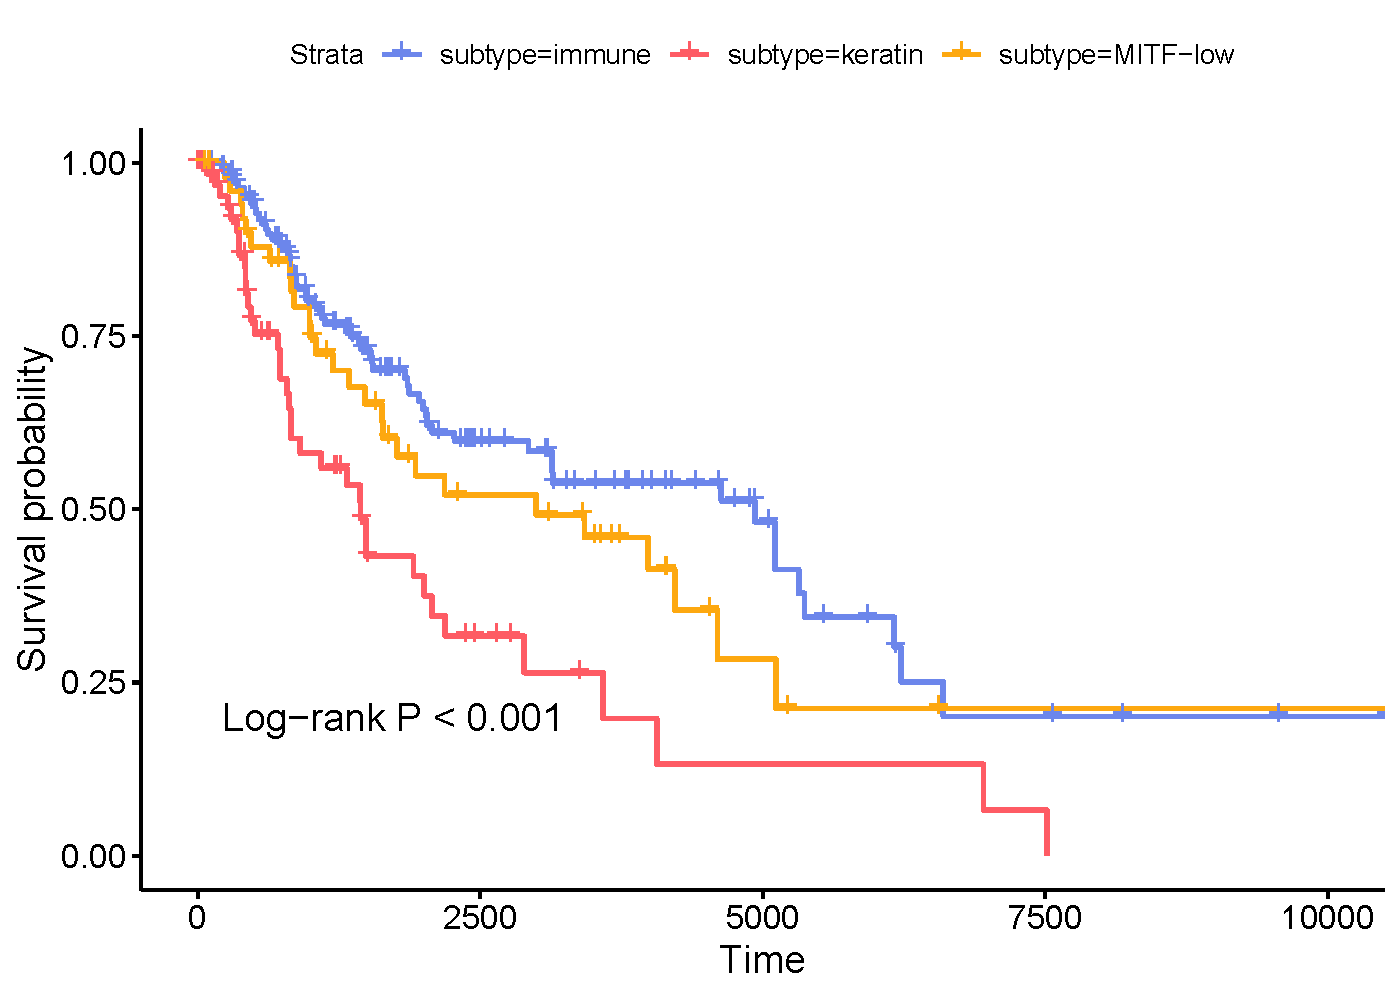 Strata subtype=immune subtype=keratin subtype=MITF−low
1.00
0.75
0.50
0.25
0.00
Survival probability
Log−rank P < 0.001
0 2500 5000 7500 10000
Time